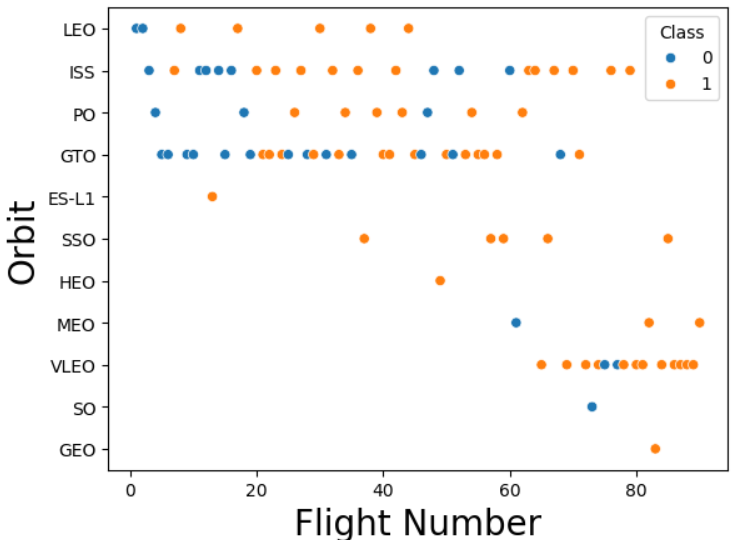 LEO
ISS
PO
GTO
ES-L1
SSO
HEO
MEO
VLEO
SO
GEO
Orbit
Class
0
1
0 20 40 60 80
Flight Number